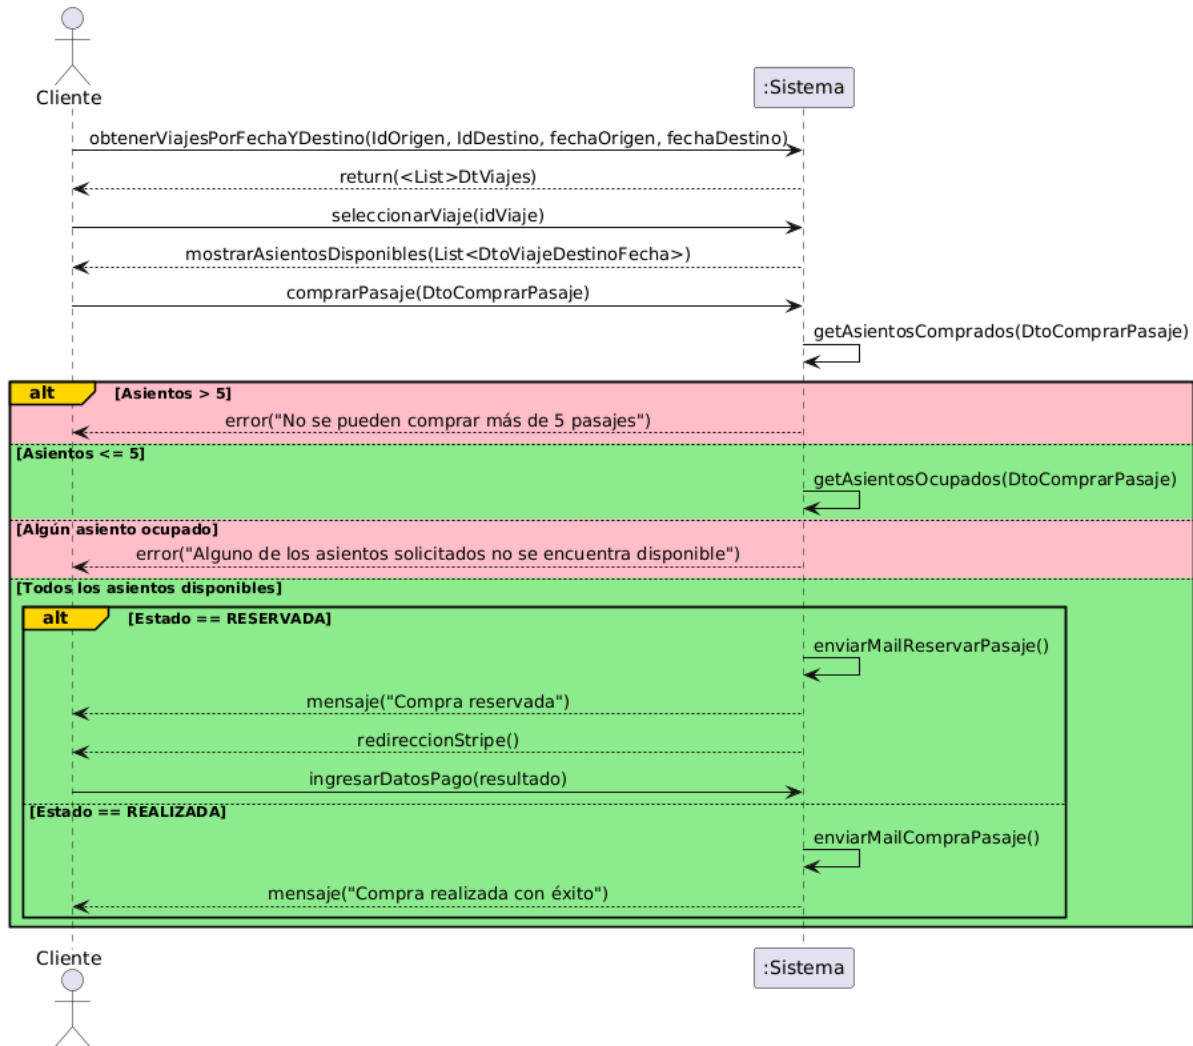 Cliente
:Sistema
obtenerViajesPorFechaYDestino(IdOrigen, IdDestino, fechaOrigen, fechaDestino)
return(<List>DtViajes)
seleccionarViaje(idViaje)
mostrarAsientosDisponibles(List<DtoViajeDestinoFecha>)
comprarPasaje(DtoComprarPasaje)
getAsientosComprados(DtoComprarPasaje)
alt [Asientos > 5]
error("No se pueden comprar más de 5 pasajes")
[Asientos <= 5]
getAsientosOcupados(DtoComprarPasaje)
[Algún asiento ocupado]
error("Alguno de los asientos solicitados no se encuentra disponible")
[Todos los asientos disponibles]
alt [Estado == RESERVADA]
enviarMailReservarPasaje()
mensaje("Compra reservada")
redireccionStripe()
ingresarDatosPago(resultado)
[Estado == REALIZADA]
enviarMailCompraPasaje()
mensaje("Compra realizada con éxito")
Cliente
:Sistema